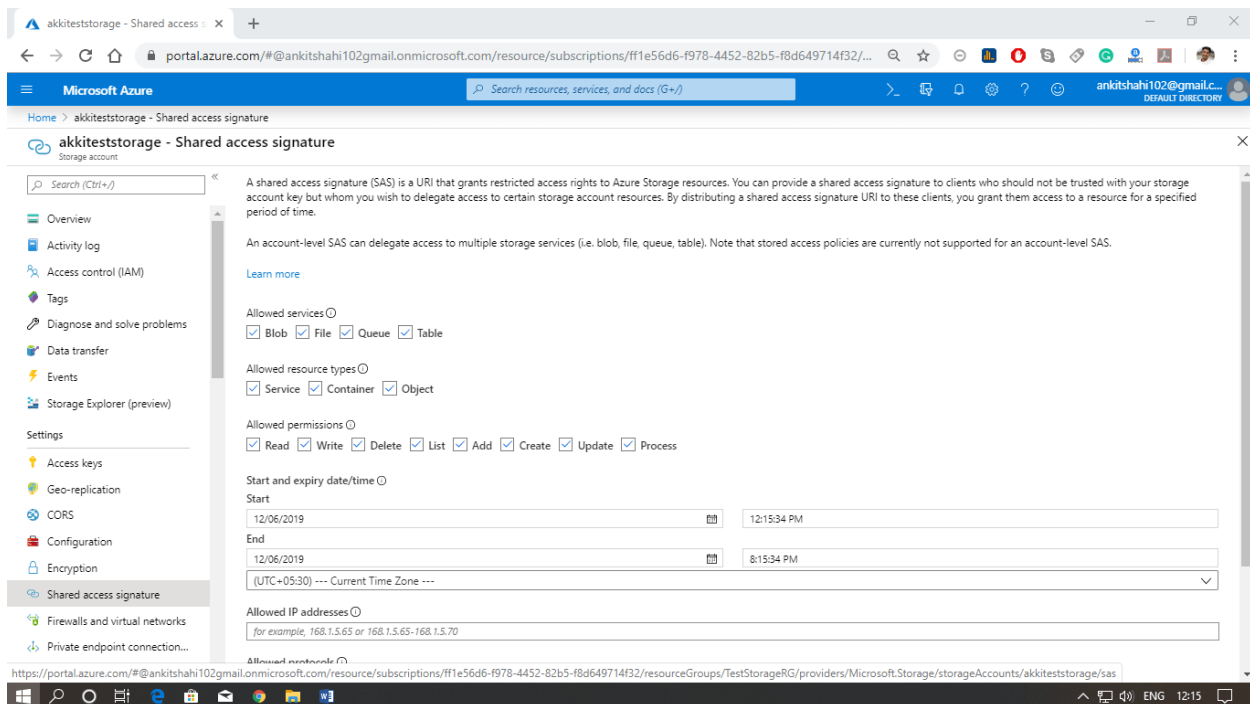 akkiteststorage - Shared access s
portal.azure.com/#@ankitshahi102gmail.onmicrosoft.com/resource/subscriptions/ff1e56d6-f978-4452-82b5-f8d649714f32/...
Microsoft Azure
Search resources, services, and docs (G+/)
ankitshahi102@gmail.c...
DEFAULT DIRECTORY
Home > akkiteststorage - Shared access signature
akkiteststorage - Shared access signature
Storage account
Search (Ctrl+/)
Overview
Activity log
Access control (IAM)
Tags
Diagnose and solve problems
Data transfer
Events
Storage Explorer (preview)
Settings
Access keys
Geo-replication
CORS
Configuration
Encryption
Shared access signature
Firewalls and virtual networks
Private endpoint connection...
A shared access signature (SAS) is a URI that grants restricted access rights to Azure Storage resources. You can provide a shared access signature to clients who should not be trusted with your storage
account key but whom you wish to delegate access to certain storage account resources. By distributing a shared access signature URI to these clients, you grant them access to a resource for a specified
period of time.
An account-level SAS can delegate access to multiple storage services (i.e. blob, file, queue, table). Note that stored access policies are currently not supported for an account-level SAS.
Learn more
Allowed services
Blob File Queue Table
Allowed resource types
Service Container Object
Allowed permissions
Read Write Delete List Add Create Update Process
Start and expiry date/time
Start
12/06/2019 12:15:34 PM
End
12/06/2019 8:15:34 PM
(UTC+05:30) --- Current Time Zone ---
Allowed IP addresses
for example, 168.1.5.65 or 168.1.5.65-168.1.5.70
Allowed protocols
https://portal.azure.com/#@ankitshahi102gmail.onmicrosoft.com/resource/subscriptions/ff1e56d6-f978-4452-82b5-f8d649714f32/resourceGroups/TestStorageRG/providers/Microsoft.Storage/storageAccounts/akkiteststorage/sas
ENG 12:15